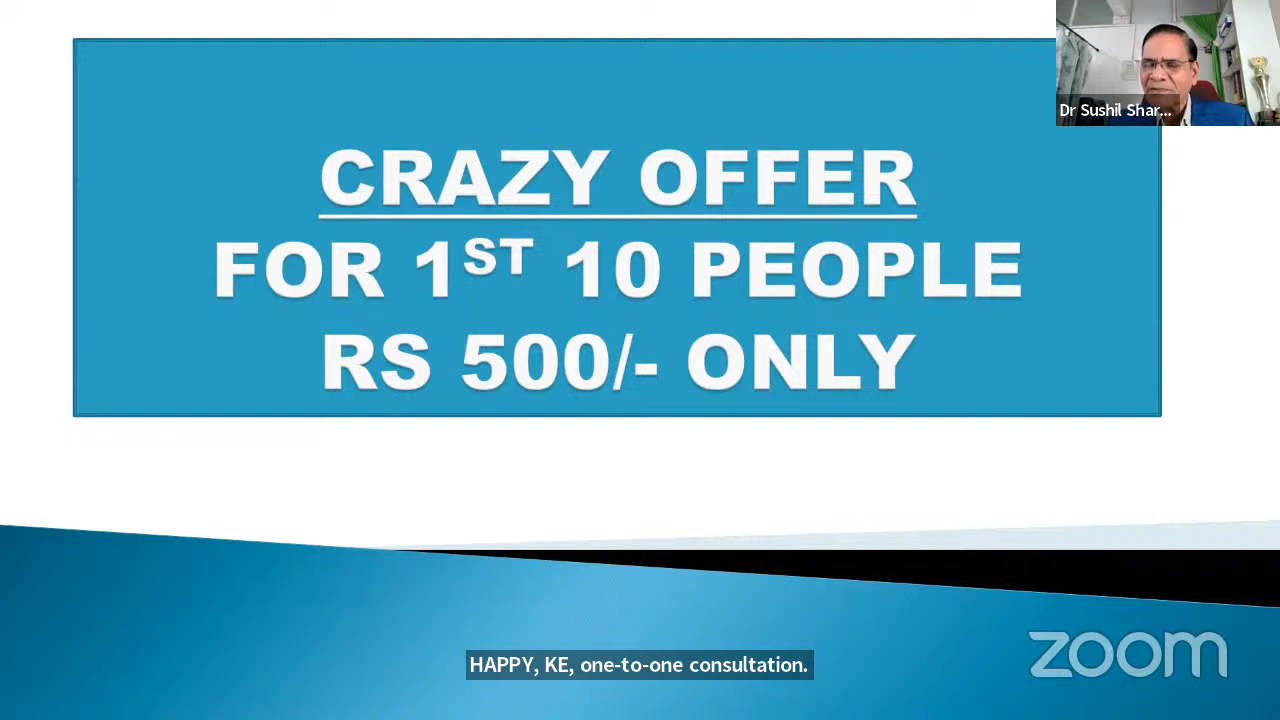 Dr Sushil Shar...
CRAZY OFFER
FOR 1ST 10 PEOPLE
RS 500/- ONLY
zoom
HAPPY, KE, one-to-one consultation.